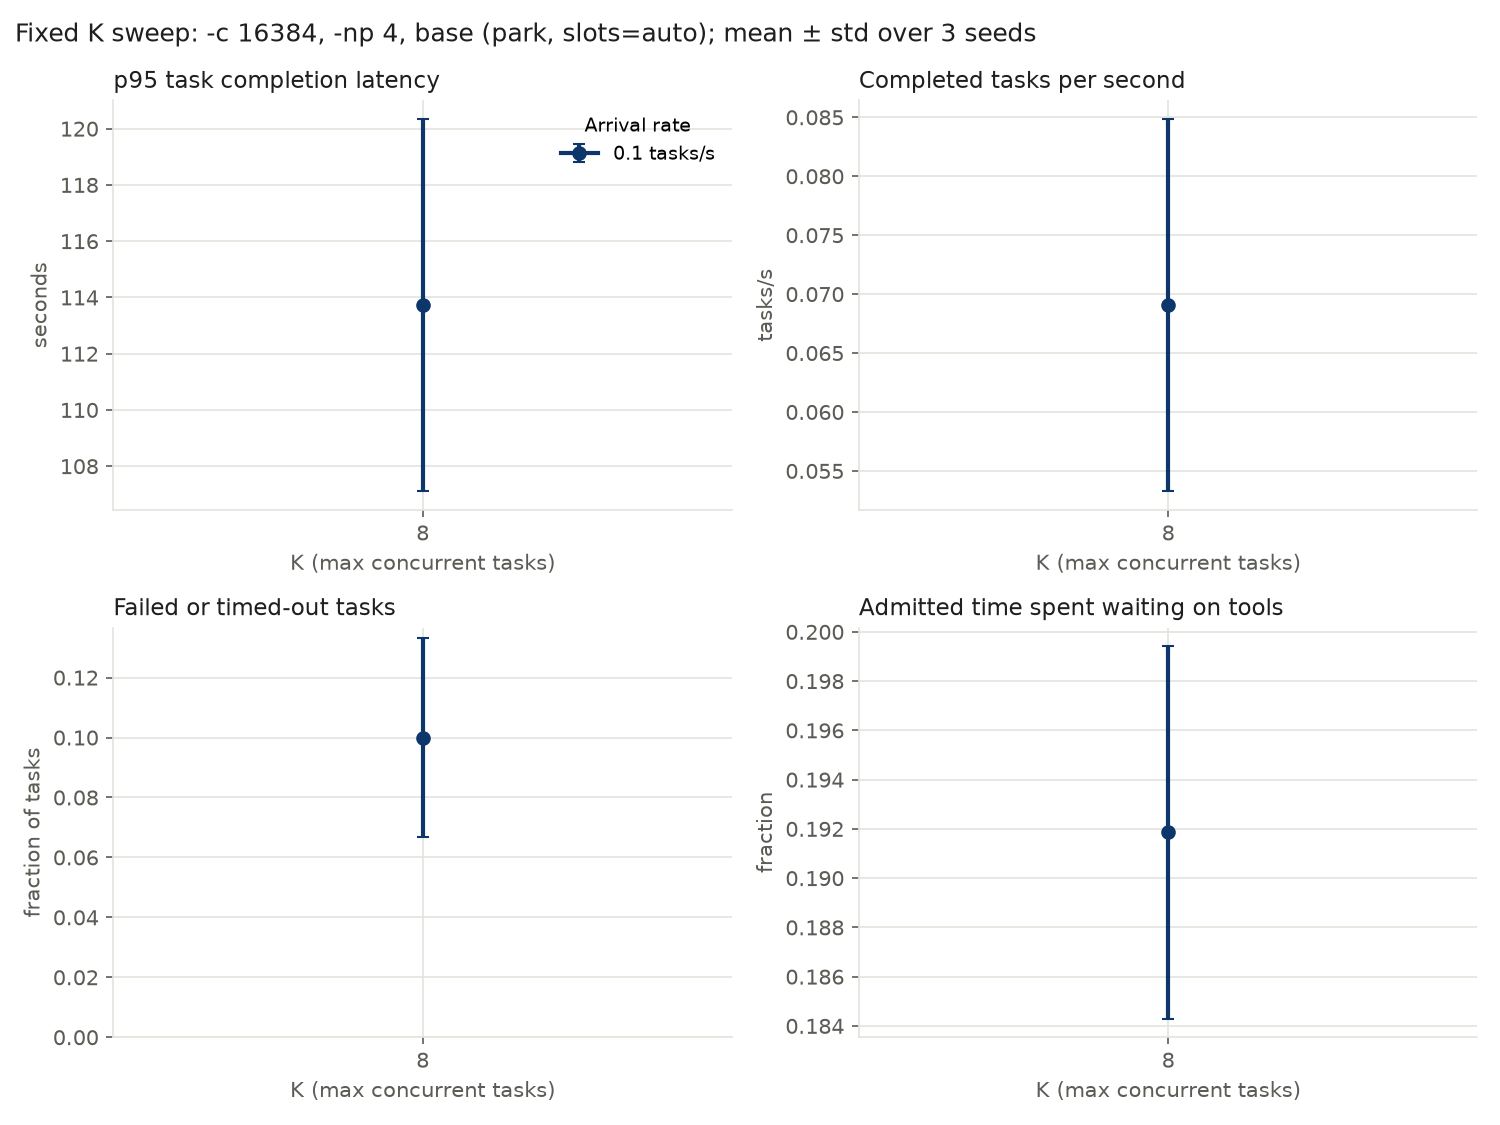 Fixed K sweep: -c 16384, -np 4, base (park, slots=auto); mean ± std over 3 seeds
p95 task completion latency
120
118
116
114
112
110
108
seconds
Arrival rate
0.1 tasks/s
8
K (max concurrent tasks)
Completed tasks per second
0.085
0.080
0.075
0.070
0.065
0.060
0.055
tasks/s
8
K (max concurrent tasks)
Failed or timed-out tasks
0.12
0.10
0.08
0.06
0.04
0.02
0.00
fraction of tasks
8
K (max concurrent tasks)
Admitted time spent waiting on tools
0.200
0.198
0.196
0.194
0.192
0.190
0.188
0.186
0.184
fraction
8
K (max concurrent tasks)